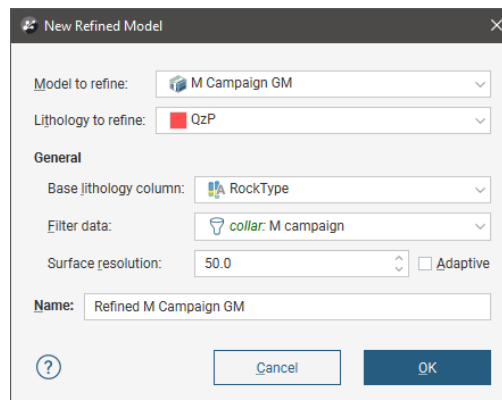 New Refined Model
Model to refine: M Campaign GM
Lithology to refine: QzP
General
Base lithology column: RockType
Filter data: collar: M campaign
Surface resolution: 50.0 Adaptive
Name: Refined M Campaign GM
? Cancel OK